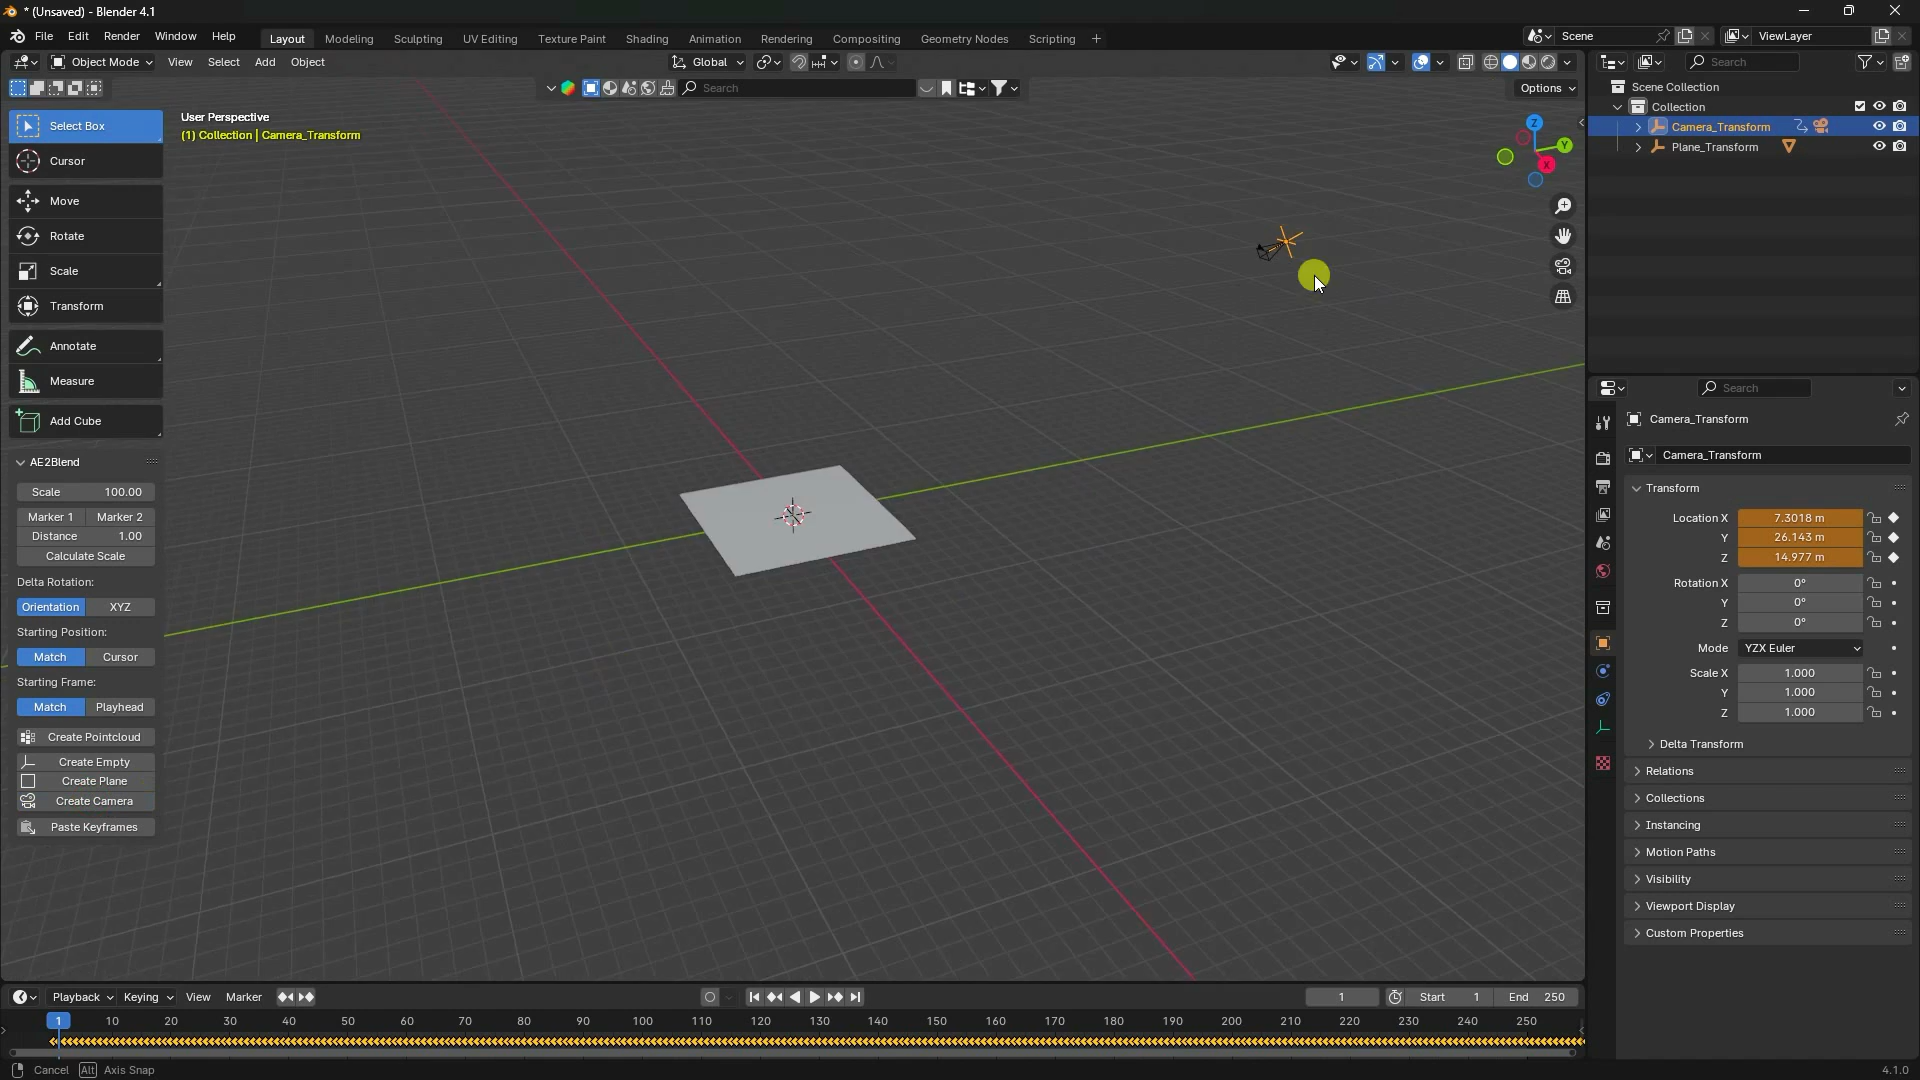 * (Unsaved) - Blender 4.1
File Edit Render Window Help Layout Modeling Sculpting UV Editing Texture Paint Shading Animation Rendering Compositing Geometry Nodes Scripting + Scene ViewLayer
Object Mode View Select Add Object Global Search
Search Options
Select Box
Cursor
Move
Rotate
Scale
Transform
Annotate
Measure
Add Cube
AE2Blend
Scale 100.00
Marker 1 Marker 2
Distance 1.00
Calculate Scale
Delta Rotation:
Orientation XYZ
Starting Position:
Match Cursor
Starting Frame:
Match Playhead
Create Pointcloud
Create Empty
Create Plane
Create Camera
Paste Keyframes
User Perspective
(1) Collection | Camera_Transform
Z
Y
X
Scene Collection
Collection
Camera_Transform
Plane_Transform
Search
Camera_Transform
Camera_Transform
Transform
Location X 7.3018 m
Y 26.143 m
Z 14.977 m
Rotation X 0°
Y 0°
Z 0°
Mode YZX Euler
Scale X 1.000
Y 1.000
Z 1.000
Delta Transform
Relations
Collections
Instancing
Motion Paths
Visibility
Viewport Display
Custom Properties
Playback Keying View Marker 1 Start 1 End 250
1 10 20 30 40 50 60 70 80 90 100 110 120 130 140 150 160 170 180 190 200 210 220 230 240 250
Cancel Alt Axis Snap 4.1.0